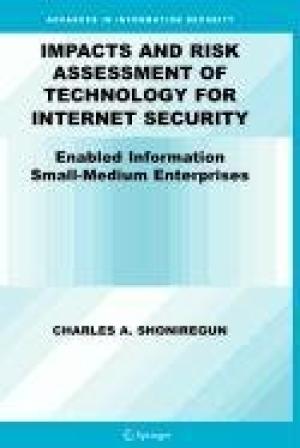 ADVANCES IN INFORMATION SECURITY
IMPACTS AND RISK
ASSESSMENT OF
TECHNOLOGY FOR
INTERNET SECURITY
Enabled Information
Small-Medium Enterprises
CHARLES A. SHONIREGUN
Springer